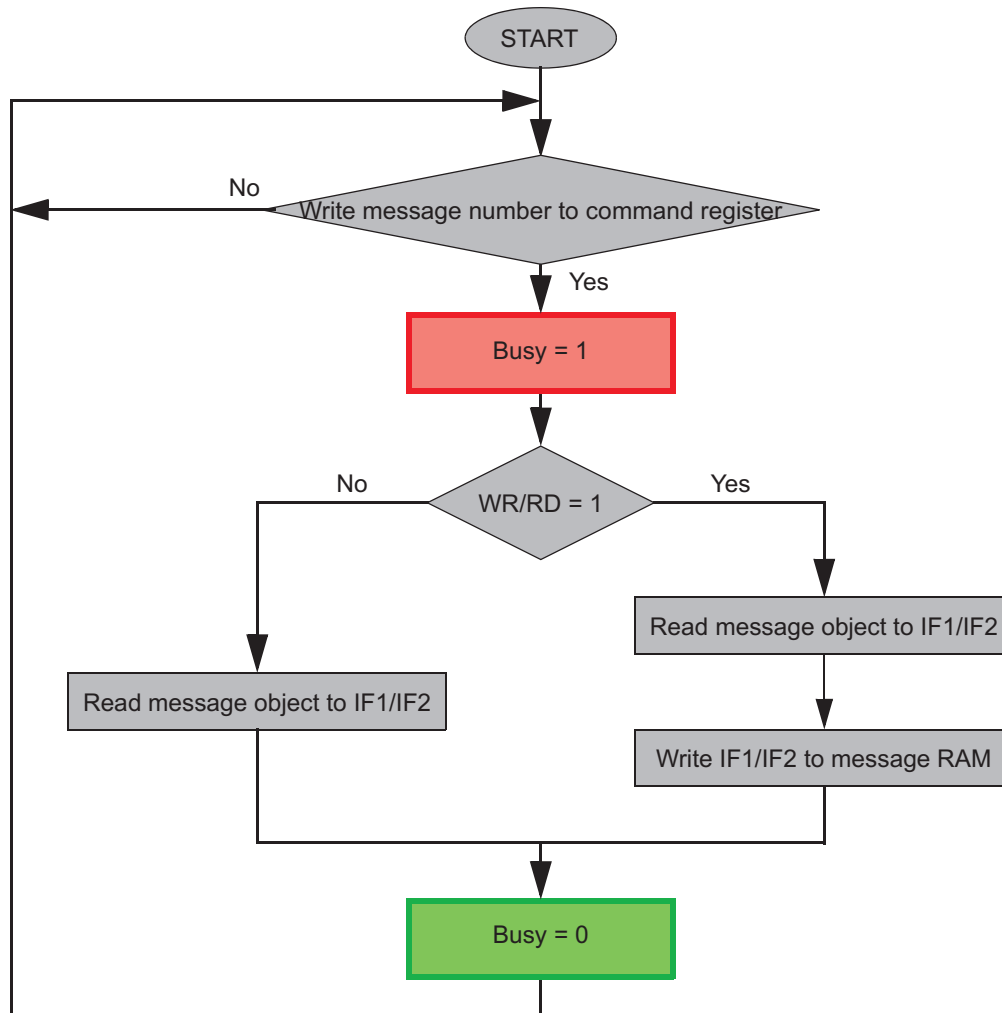 START
No
Write message number to command register
Yes
Busy = 1
No
WR/RD = 1
Yes
Read message object to IF1/IF2
Read message object to IF1/IF2
Write IF1/IF2 to message RAM
Busy = 0